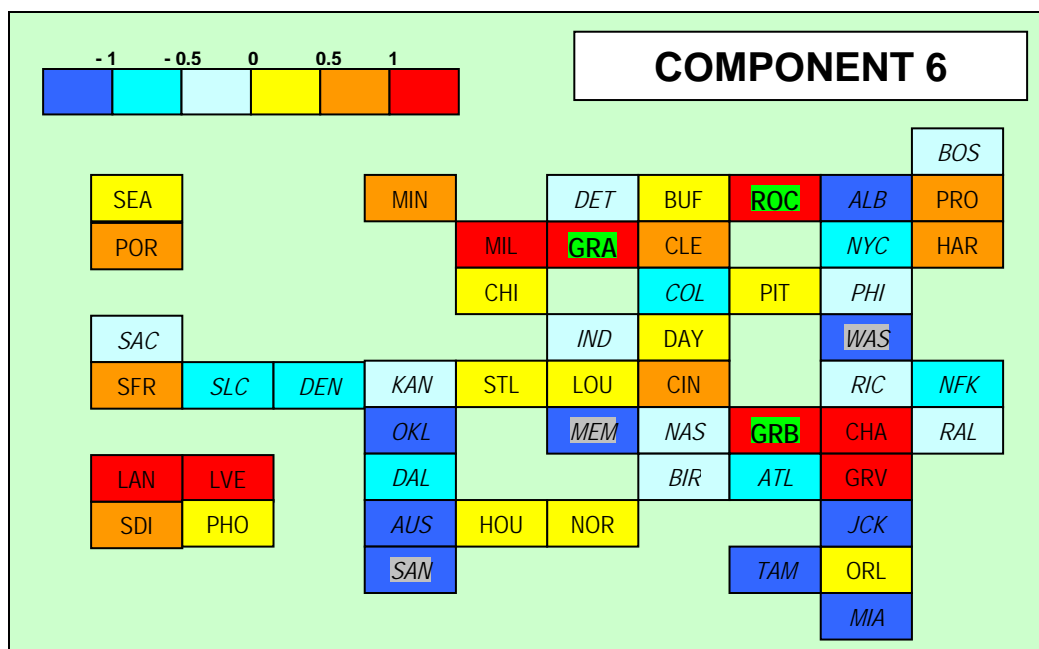 - 1 - 0.5 0 0.5 1
COMPONENT 6
BOS
SEA MIN DET BUF ROC ALB PRO
POR MIL GRA CLE NYC HAR
CHI COL PIT PHI
SAC IND DAY WAS
SFR SLC DEN KAN STL LOU CIN RIC NFK
OKL MEM NAS GRB CHA RAL
LAN LVE DAL BIR ATL GRV
SDI PHO AUS HOU NOR JCK
SAN TAM ORL
MIA